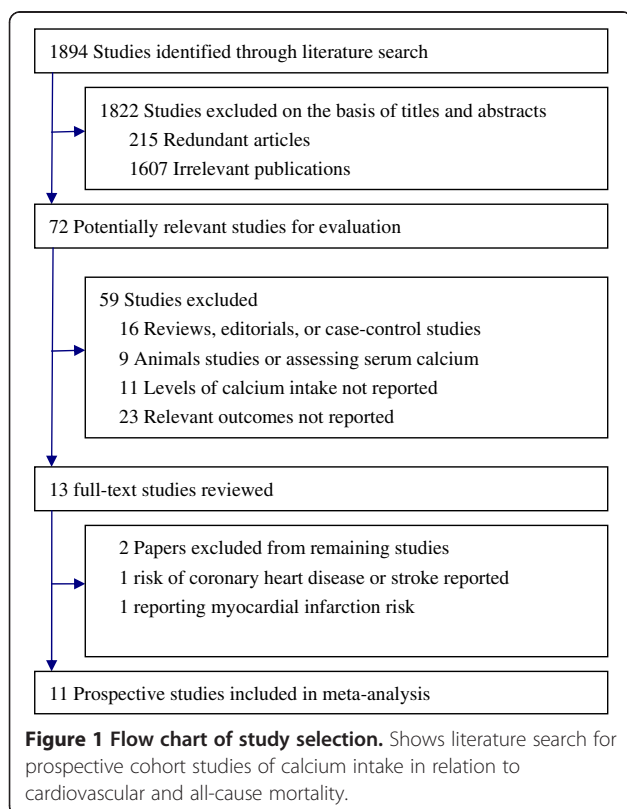 1894 Studies identified through literature search
1822 Studies excluded on the basis of titles and abstracts
215 Redundant articles
1607 Irrelevant publications
72 Potentially relevant studies for evaluation
59 Studies excluded
16 Reviews, editorials, or case-control studies
9 Animals studies or assessing serum calcium
11 Levels of calcium intake not reported
23 Relevant outcomes not reported
13 full-text studies reviewed
2 Papers excluded from remaining studies
1 risk of coronary heart disease or stroke reported
1 reporting myocardial infarction risk
11 Prospective studies included in meta-analysis
Figure 1 Flow chart of study selection. Shows literature search for
prospective cohort studies of calcium intake in relation to
cardiovascular and all-cause mortality.